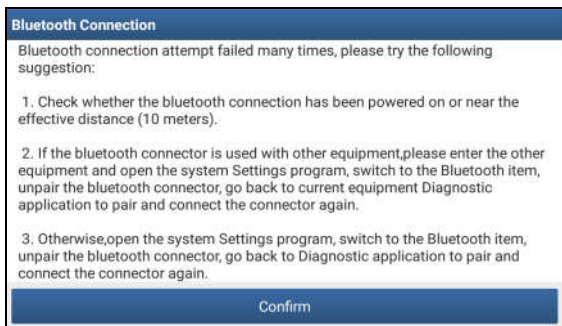 Bluetooth Connection
Bluetooth connection attempt failed many times, please try the following
suggestion:
1. Check whether the bluetooth connection has been powered on or near the
effective distance (10 meters).
2. If the bluetooth connector is used with other equipment,please enter the other
equipment and open the system Settings program, switch to the Bluetooth item,
unpair the bluetooth connector, go back to current equipment Diagnostic
application to pair and connect the connector again.
3. Otherwise,open the system Settings program, switch to the Bluetooth item,
unpair the bluetooth connector, go back to Diagnostic application to pair and
connect the connector again.
Confirm